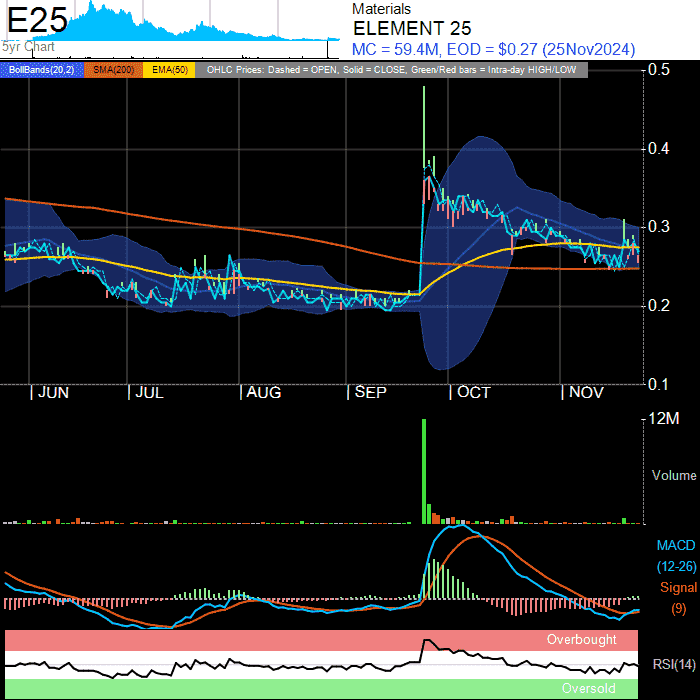 E25
5yr Chart
Materials
ELEMENT 25
MC = 59.4M, EOD = $0.27 (25Nov2024)
BollBands(20,2) SMA(200) EMA(50) OHLC Prices: Dashed = OPEN, Solid = CLOSE, Green/Red bars = Intra-day HIGH/LOW
0.5
0.4
0.3
0.2
0.1
| JUN | JUL | AUG | SEP | OCT | NOV
12M
Volume
MACD
(12-26)
Signal
(9)
Overbought
RSI(14)
Oversold